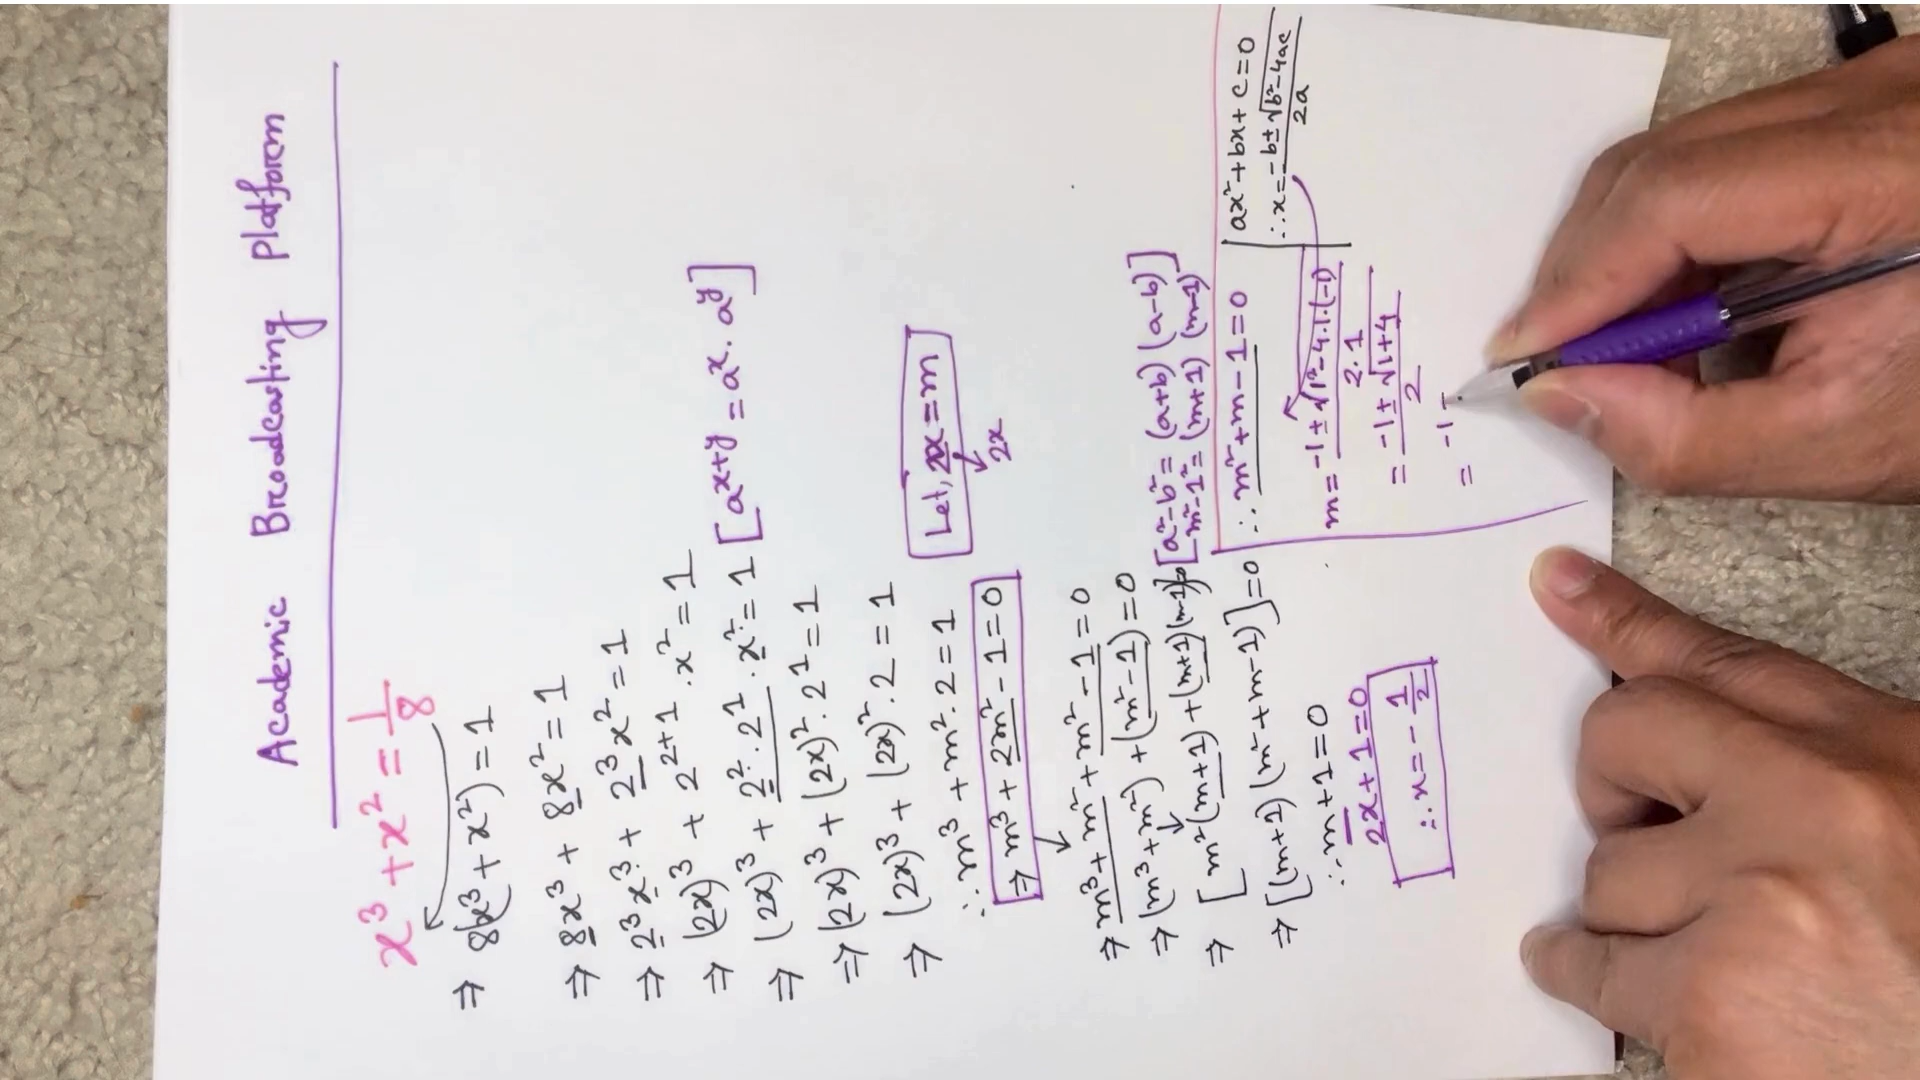 Academic Broadcasting Platform
x³ + x² = 1/8
⇒ 8(x³ + x²) = 1
⇒ 8x³ + 8x² = 1
⇒ 2³x³ + 2³x² = 1
⇒ (2x)³ + 2²⁺¹ . x² = 1
⇒ (2x)³ + 2² . 2¹ . x² = 1 [aˣ⁺ʸ = aˣ . aʸ]
⇒ (2x)³ + (2x)² . 2¹ = 1
⇒ (2x)³ + (2x)² . 2 = 1
∴ m³ + m² . 2 = 1
Let, 2x = m
2x
⇒ m³ + 2m² - 1 = 0
⇒ m³ + m² + m² - 1 = 0
⇒ (m³ + m²) + (m² - 1) = 0
⇒ [m²(m+1) + (m+1)(m-1)]=0
[a² - b² = (a+b) (a-b)]
m² - 1² = (m+1) (m-1)
⇒ [(m+1) (m² + m - 1)] = 0
∴ m + 1 = 0
2x + 1 = 0
∴ x = - 1/2
∴ m² + m - 1 = 0
ax² + bx + c = 0
∴ x = -b ± √b² - 4ac / 2a
m = -1 ± √1² - 4.1.(-1) / 2.1
= -1 ± √1+4 / 2
= -1